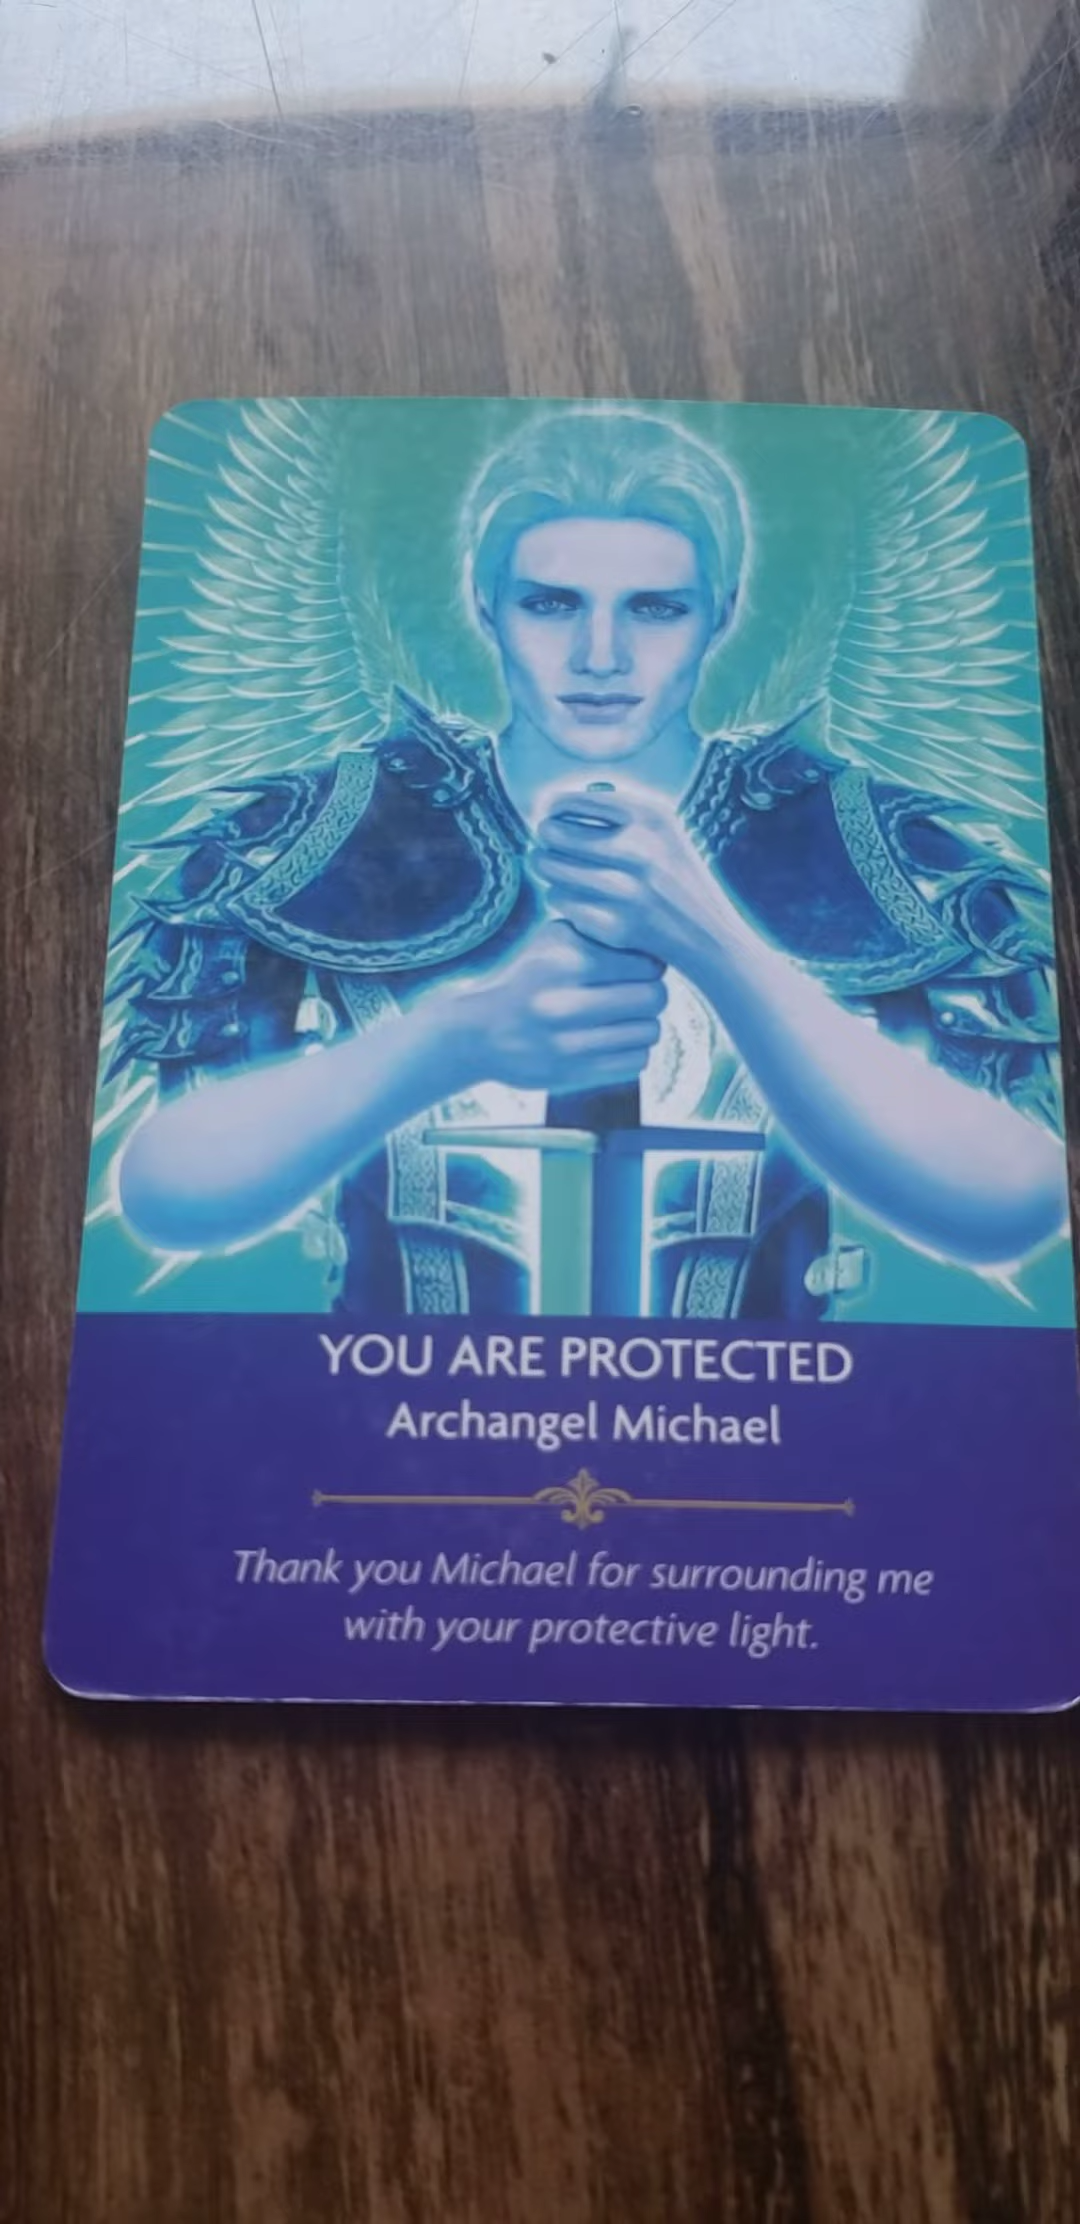 YOU ARE PROTECTED
Archangel Michael
Thank you Michael for surrounding me
with your protective light.